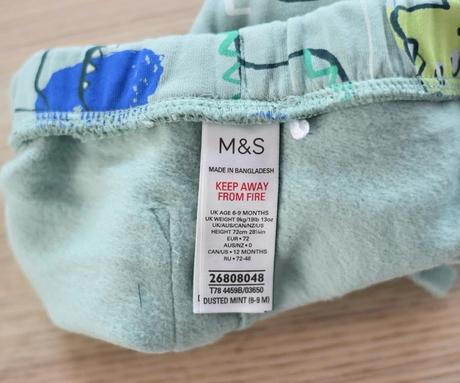 M&S
MADE IN BANGLADESH
KEEP AWAY
FROM FIRE
UK AGE 6-9 MONTHS
UK WEIGHT 9kg/19lb 13oz
UK/AUS/CAN/NZ/US
HEIGHT 72cm 28¼in
EUR • 72
AUS/NZ • 0
CAN/US • 12 MONTHS
RU • 72-48
26808048
T78 4459B/03650
DUSTED MINT (6-9 M)